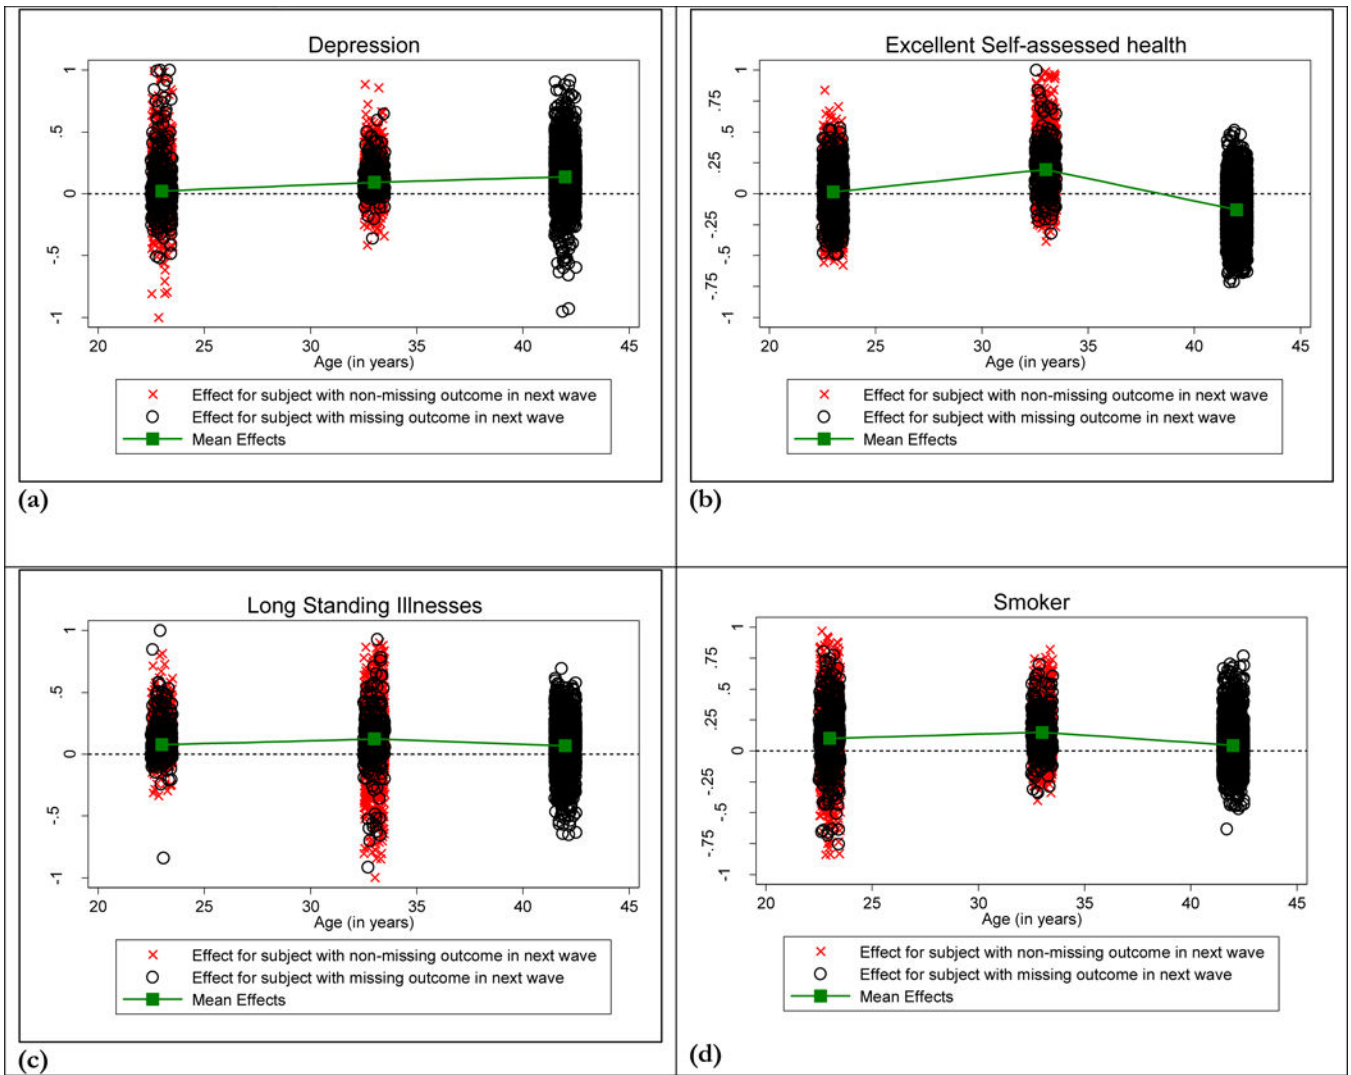 Depression
1
.5
0
-.5
-1
20 25 30 35 40 45
Age (in years)
Effect for subject with non-missing outcome in next wave
Effect for subject with missing outcome in next wave
Mean Effects
(a)
Excellent Self-assessed health
1
.75
.5
.25
0
-.25
-.5
-.75
-1
20 25 30 35 40 45
Age (in years)
Effect for subject with non-missing outcome in next wave
Effect for subject with missing outcome in next wave
Mean Effects
(b)
Long Standing Illnesses
1
.5
0
-.5
-1
20 25 30 35 40 45
Age (in years)
Effect for subject with non-missing outcome in next wave
Effect for subject with missing outcome in next wave
Mean Effects
(c)
Smoker
1
.75
.5
.25
0
-.25
-.5
-.75
-1
20 25 30 35 40 45
Age (in years)
Effect for subject with non-missing outcome in next wave
Effect for subject with missing outcome in next wave
Mean Effects
(d)